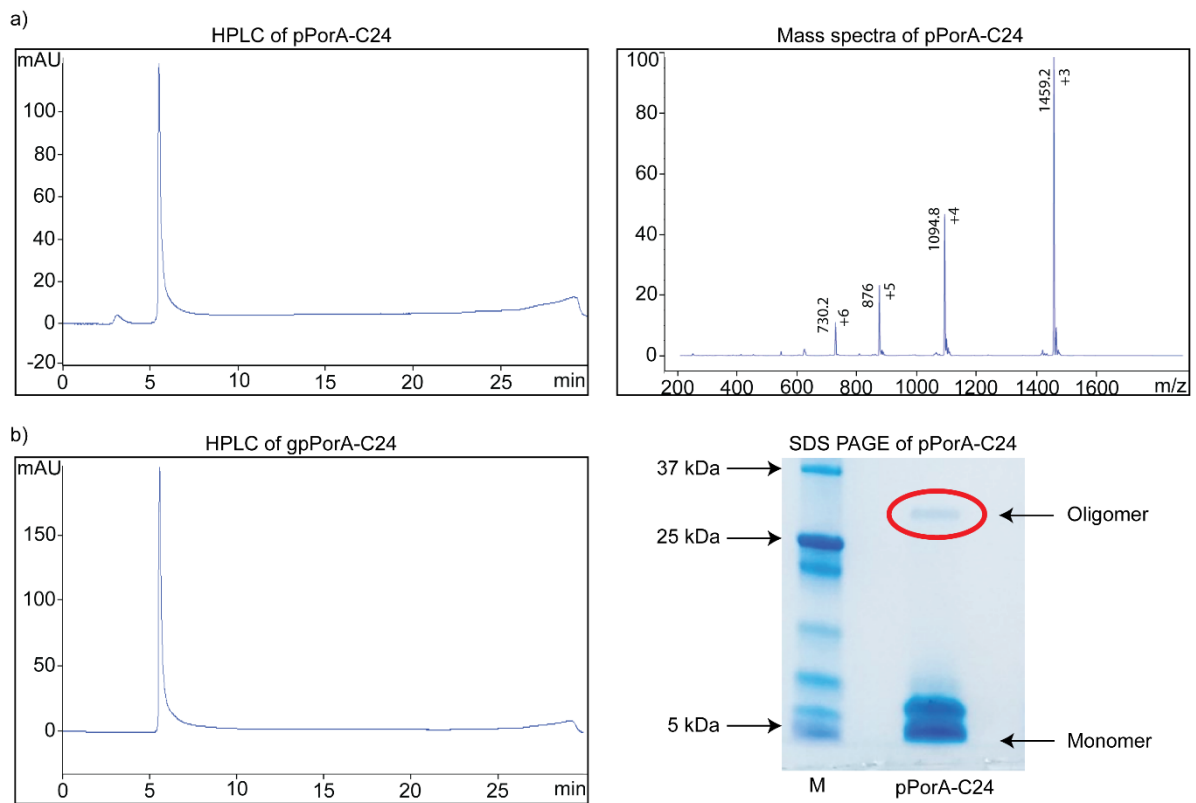 a)
HPLC of pPorA-C24
mAU
100
80
60
40
20
0
-20
0
5
10
15
20
25
min
Mass spectra of pPorA-C24
100
80
60
40
20
0
730.2
+6
876
+5
1094.8
+4
1459.2
+3
200
400
600
800
1000
1200
1400
1600
m/z
b)
HPLC of gpPorA-C24
mAU
150
100
50
0
0
5
10
15
20
25
min
SDS PAGE of pPorA-C24
37 kDa
25 kDa
5 kDa
Oligomer
Monomer
M
pPorA-C24